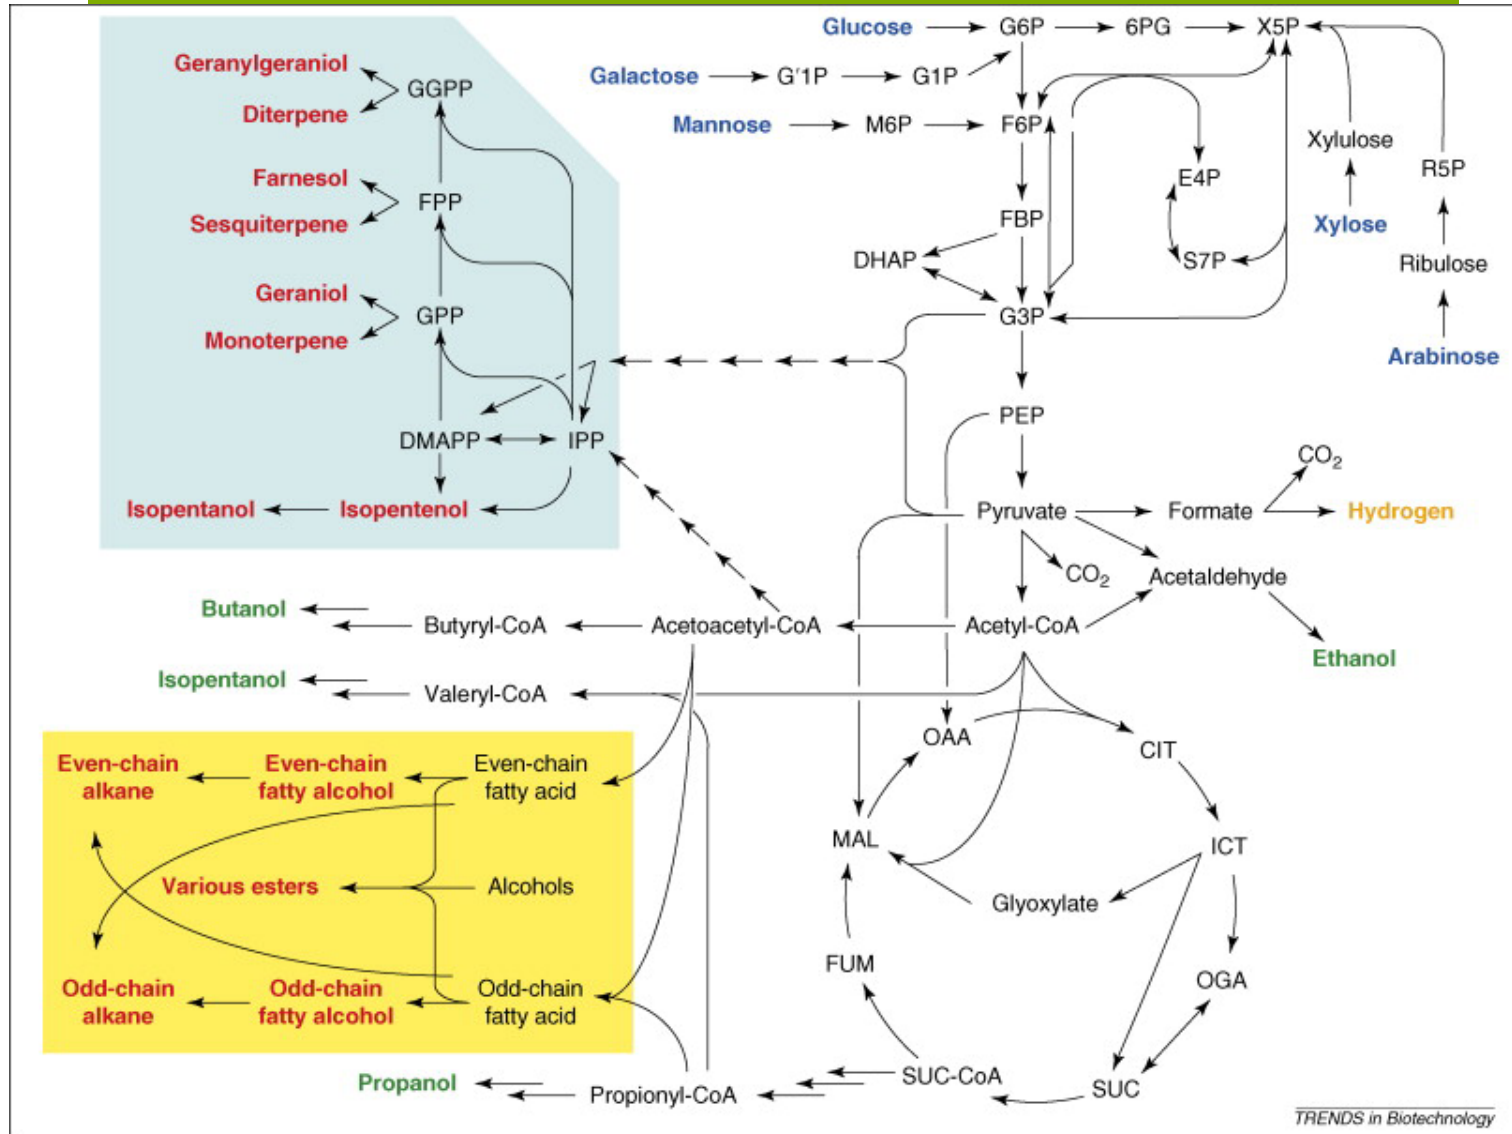 Glucose
G6P
6PG
X5P
Galactose
G'1P
G1P
Mannose
M6P
F6P
Xylulose
R5P
E4P
Xylose
FBP
DHAP
S7P
Ribulose
G3P
Arabinose
PEP
Geranylgeraniol
GGPP
Diterpene
Farnesol
FPP
Sesquiterpene
Geraniol
GPP
Monoterpene
DMAPP
IPP
Isopentanol
Isopentenol
Pyruvate
Formate
CO2
Hydrogen
CO2
Acetaldehyde
Ethanol
Butanol
Butyryl-CoA
Acetoacetyl-CoA
Acetyl-CoA
Isopentanol
Valeryl-CoA
OAA
CIT
MAL
ICT
Glyoxylate
FUM
OGA
SUC-CoA
SUC
Even-chain
alkane
Even-chain
fatty alcohol
Even-chain
fatty acid
Various esters
Alcohols
Odd-chain
alkane
Odd-chain
fatty alcohol
Odd-chain
fatty acid
Propanol
Propionyl-CoA
TRENDS in Biotechnology